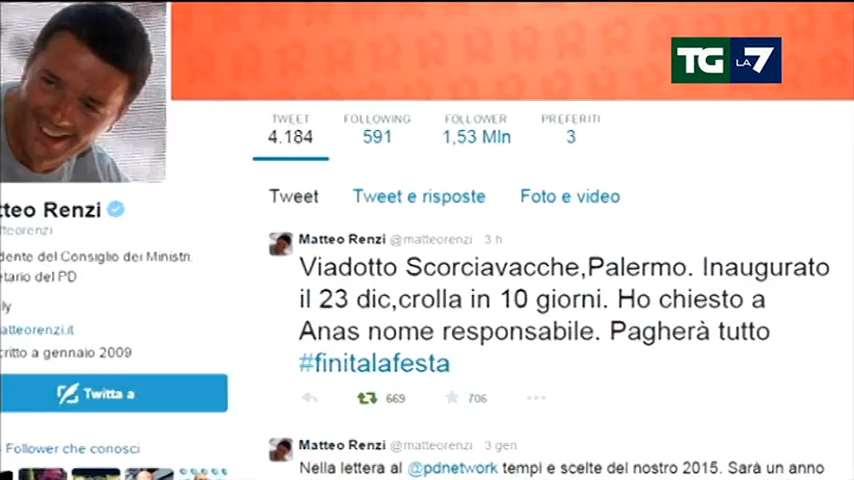 TG LA 7
TWEET FOLLOWING FOLLOWER PREFERITI
4.184 591 1,53 Mln 3
Tweet Tweet e risposte Foto e video
tteo Renzi
tteorenzi
dente del Consiglio dei Ministri.
etario del PD
ly
atteorenzi.it
critto a gennaio 2009
Twitta a
Follower che conosci
Matteo Renzi @matteorenzi 3 h
Viadotto Scorciavacche,Palermo. Inaugurato
il 23 dic,crolla in 10 giorni. Ho chiesto a
Anas nome responsabile. Pagherà tutto
#finitalafesta
669 706
Matteo Renzi @matteorenzi 3 gen
Nella lettera al @pdnetwork tempi e scelte del nostro 2015. Sarà un anno